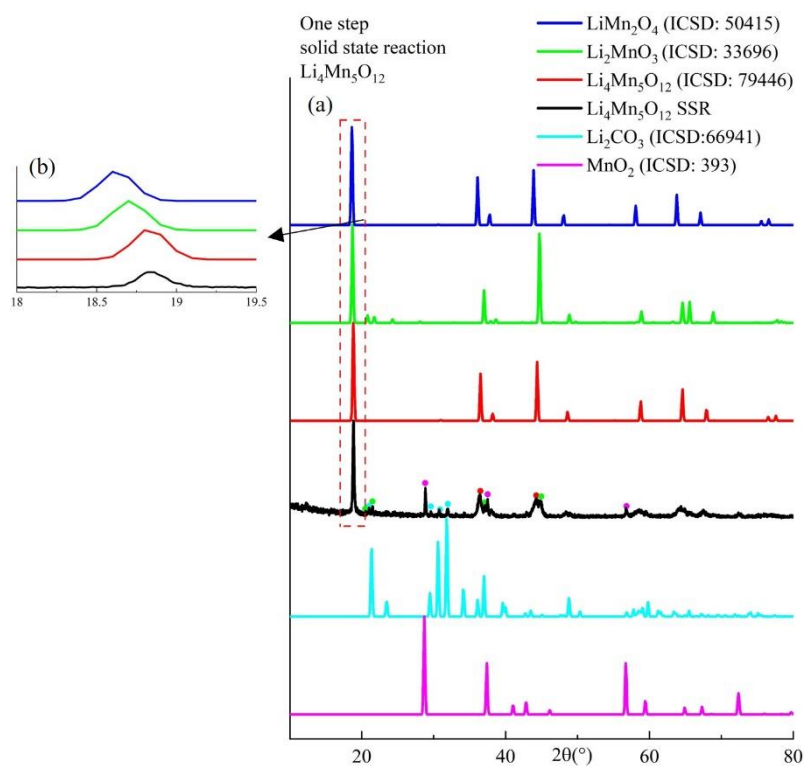 One step
solid state reaction
Li₄Mn₅O₁₂
(a)
LiMn₂O₄ (ICSD: 50415)
Li₂MnO₃ (ICSD: 33696)
Li₄Mn₅O₁₂ (ICSD: 79446)
Li₄Mn₅O₁₂ SSR
Li₂CO₃ (ICSD:66941)
MnO₂ (ICSD: 393)
(b)
18 18.5 19 19.5
20 40 2θ(°) 60 80